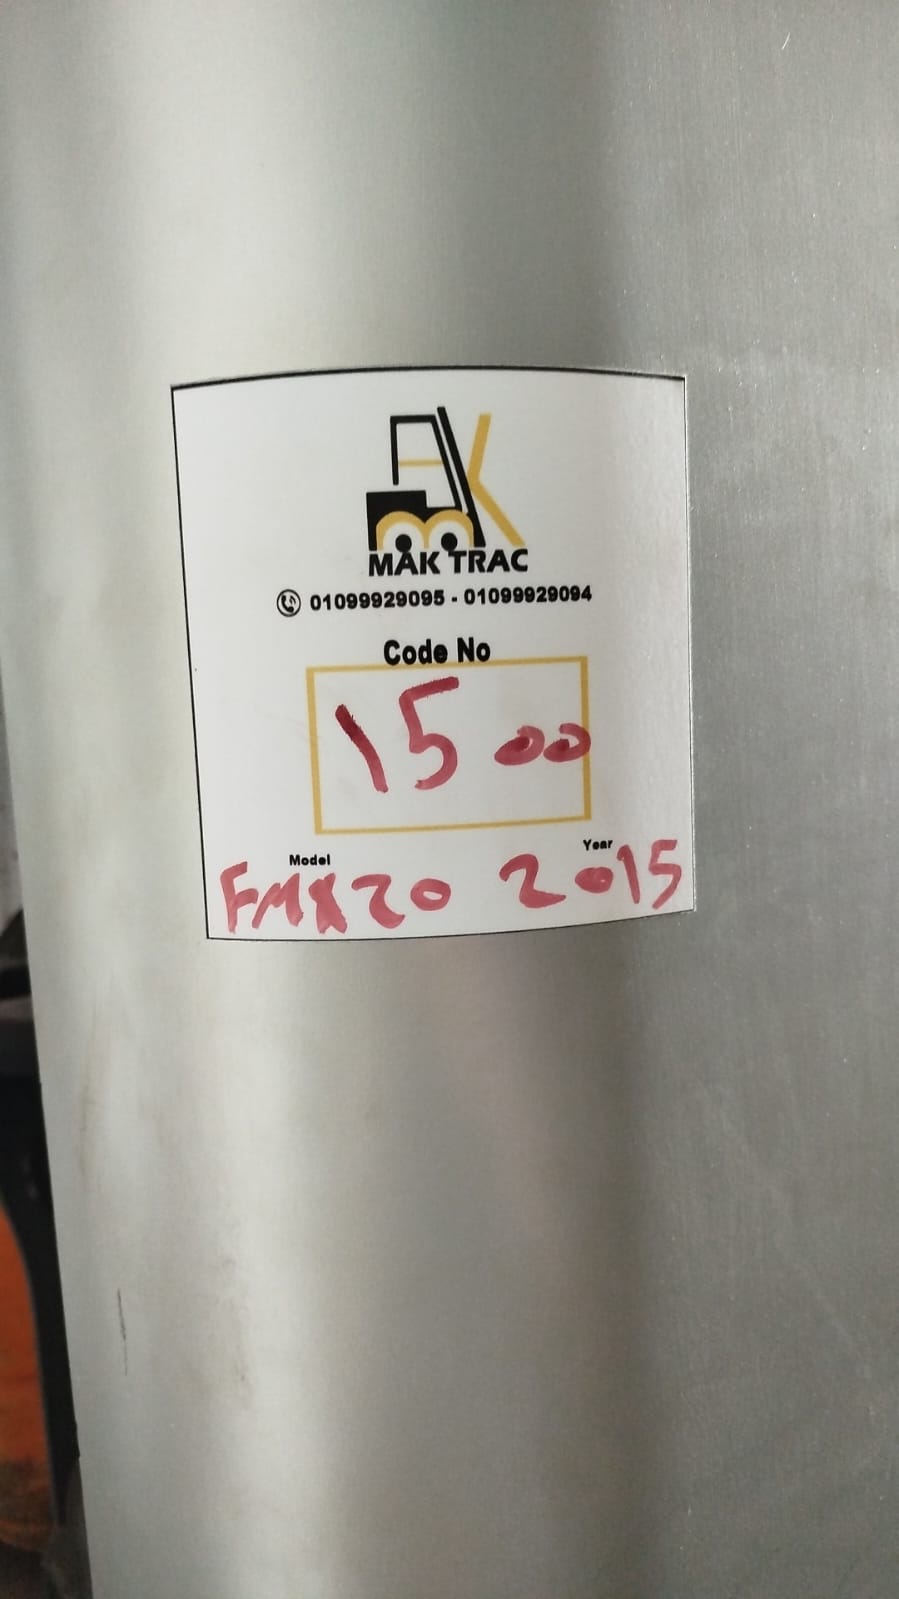 MAK TRAC
01099929095 - 01099929094
Code No
1500
Model Year
FMX20 2015